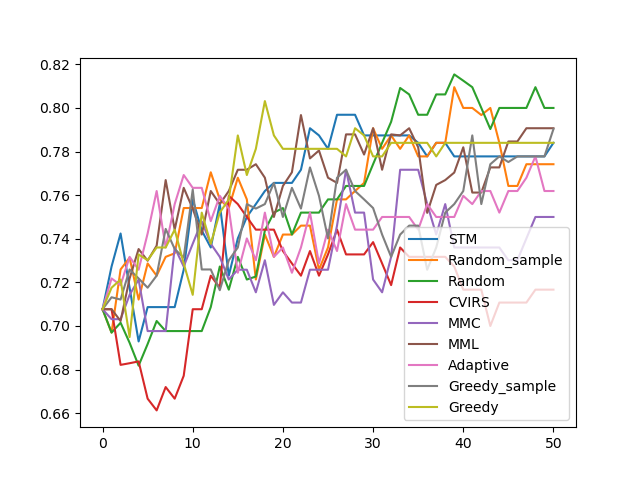 0.82
0.80
0.78
0.76
0.74
0.72
0.70
0.68
0.66
0 10 20 30 40 50
STM
Random_sample
Random
CVIRS
MMC
MML
Adaptive
Greedy_sample
Greedy